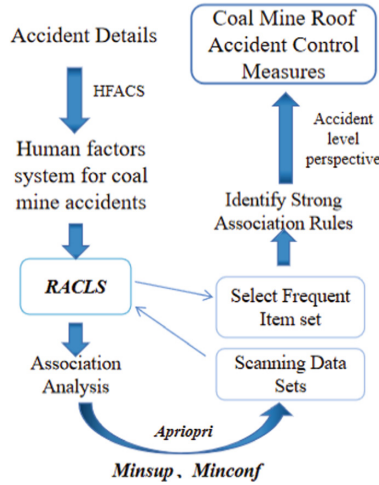 Accident Details
HFACS
Human factors
system for coal
mine accidents
RACLS
Association
Analysis
Apriopri
Minsup、Minconf
Scanning Data
Sets
Select Frequent
Item set
Identify Strong
Association Rules
Accident
level
perspective
Coal Mine Roof
Accident Control
Measures